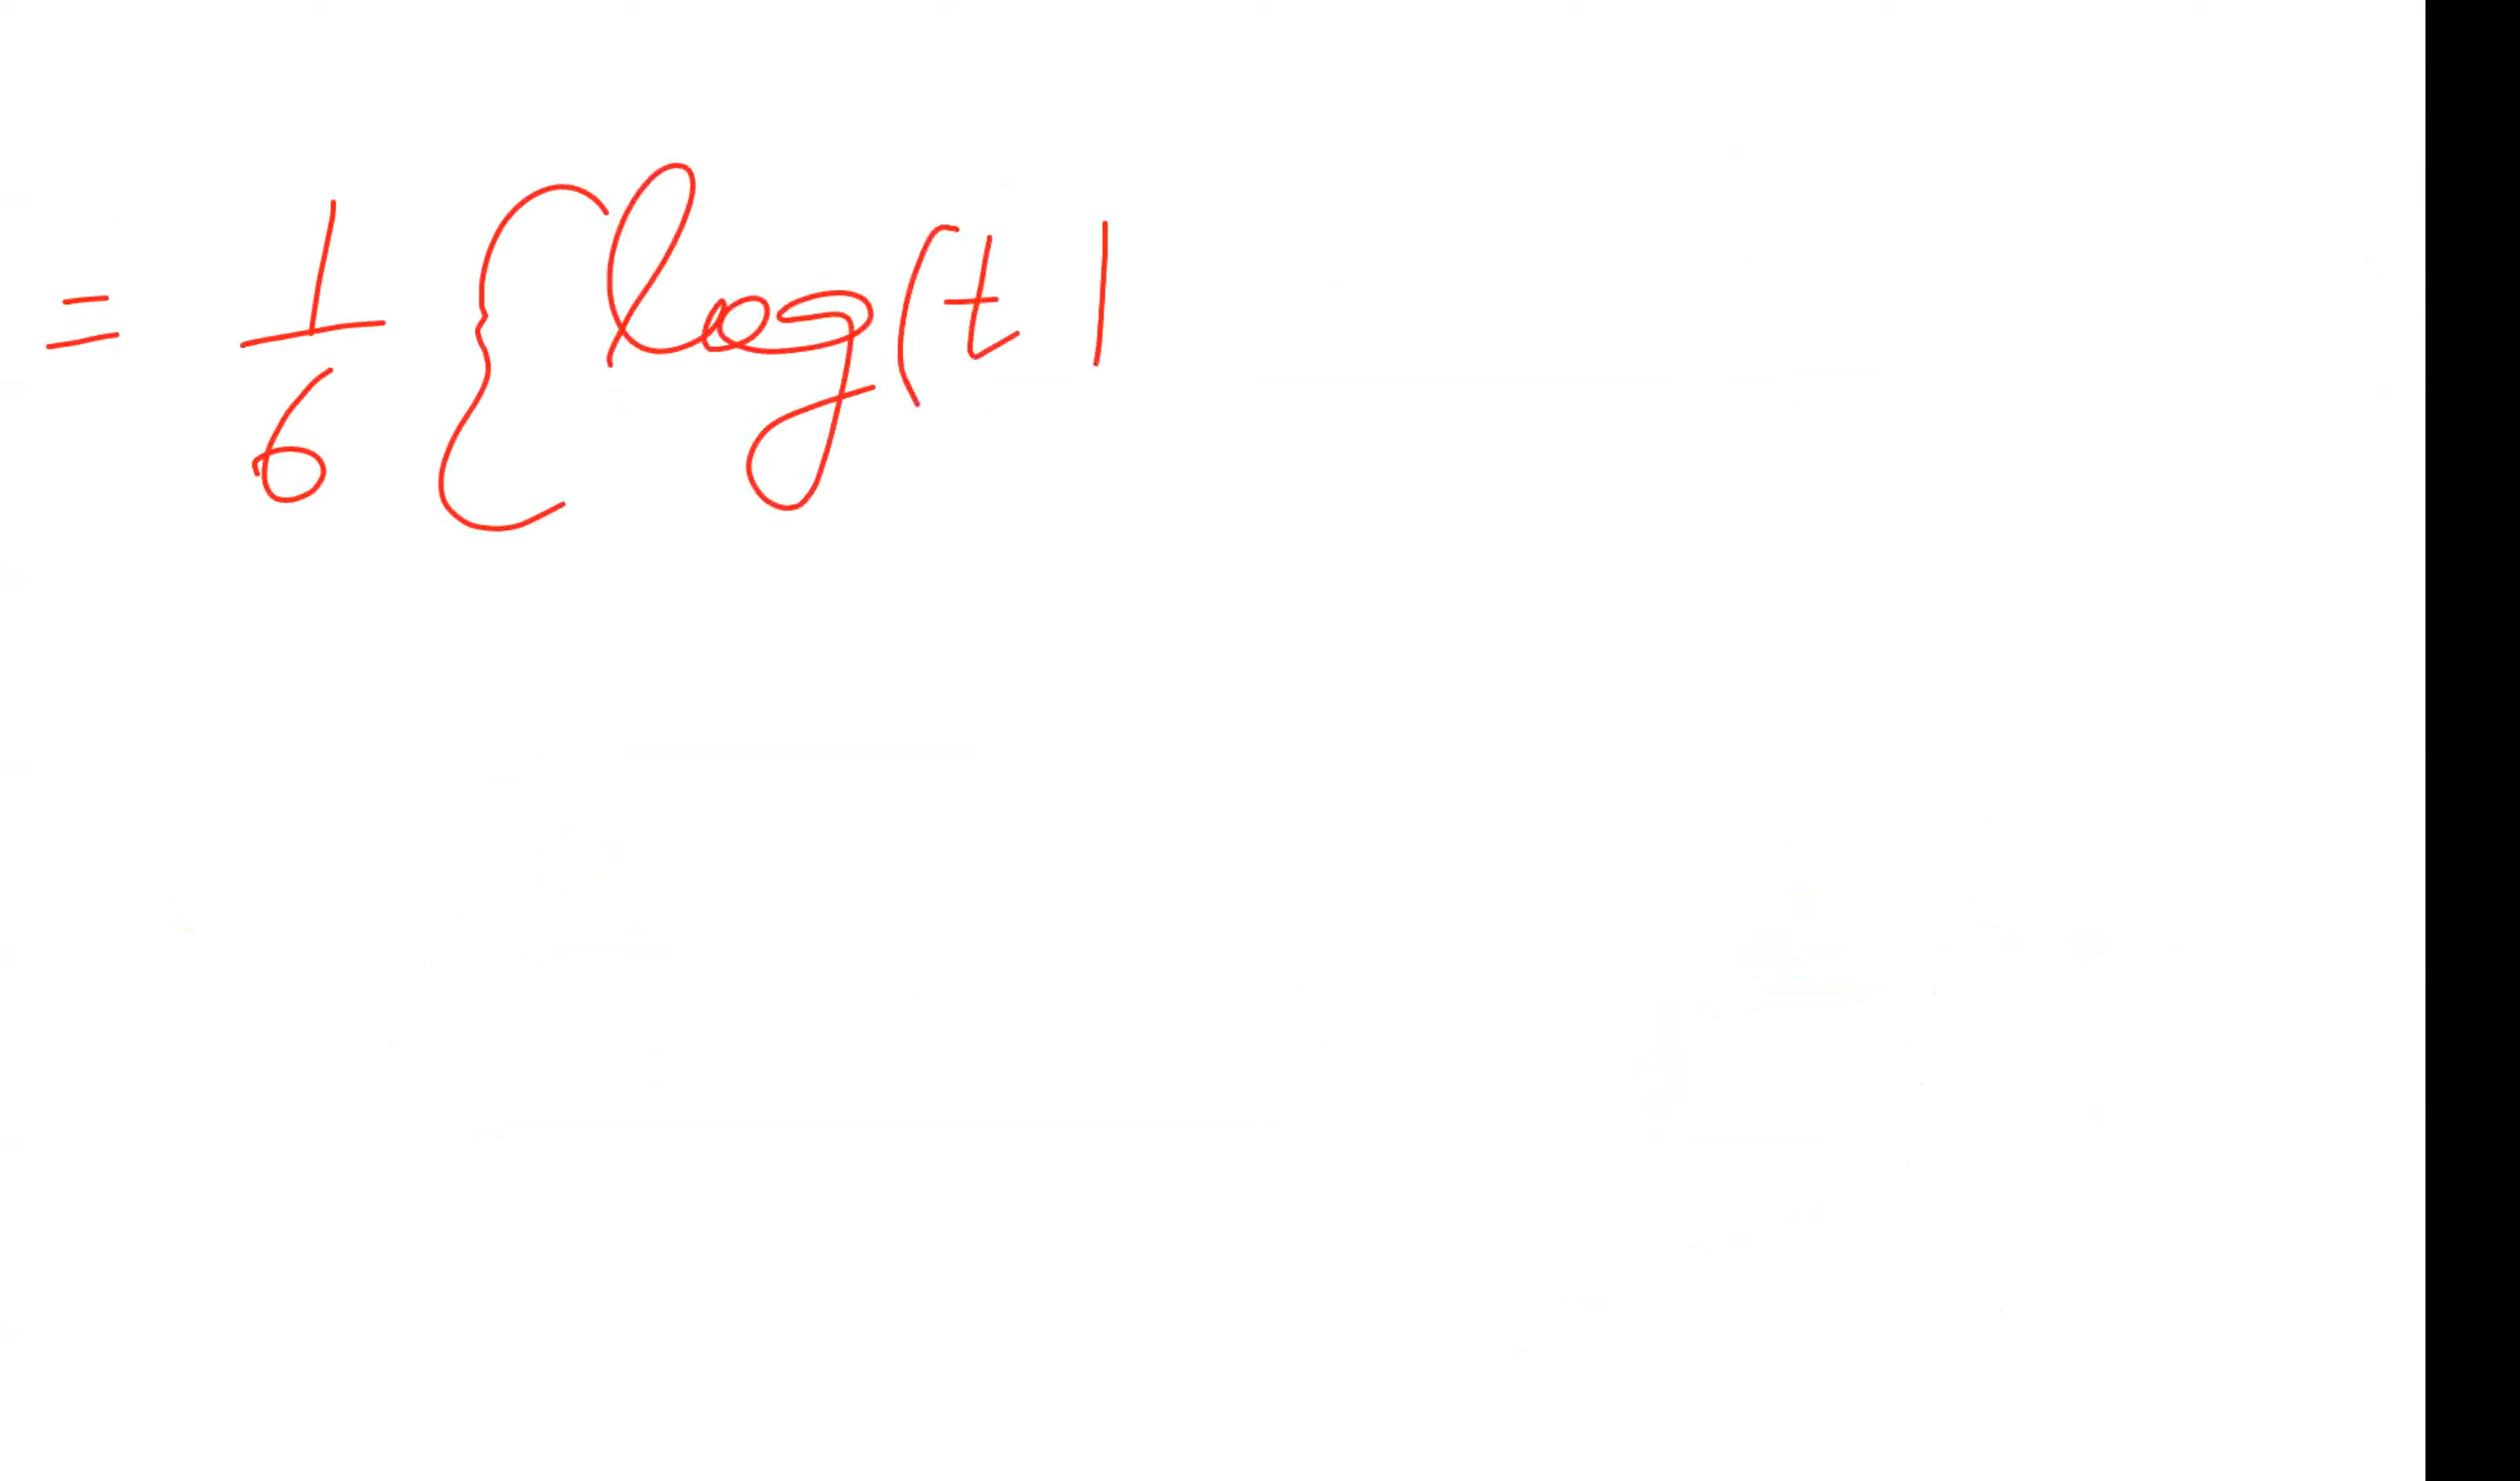 = 1/6 { log(t |